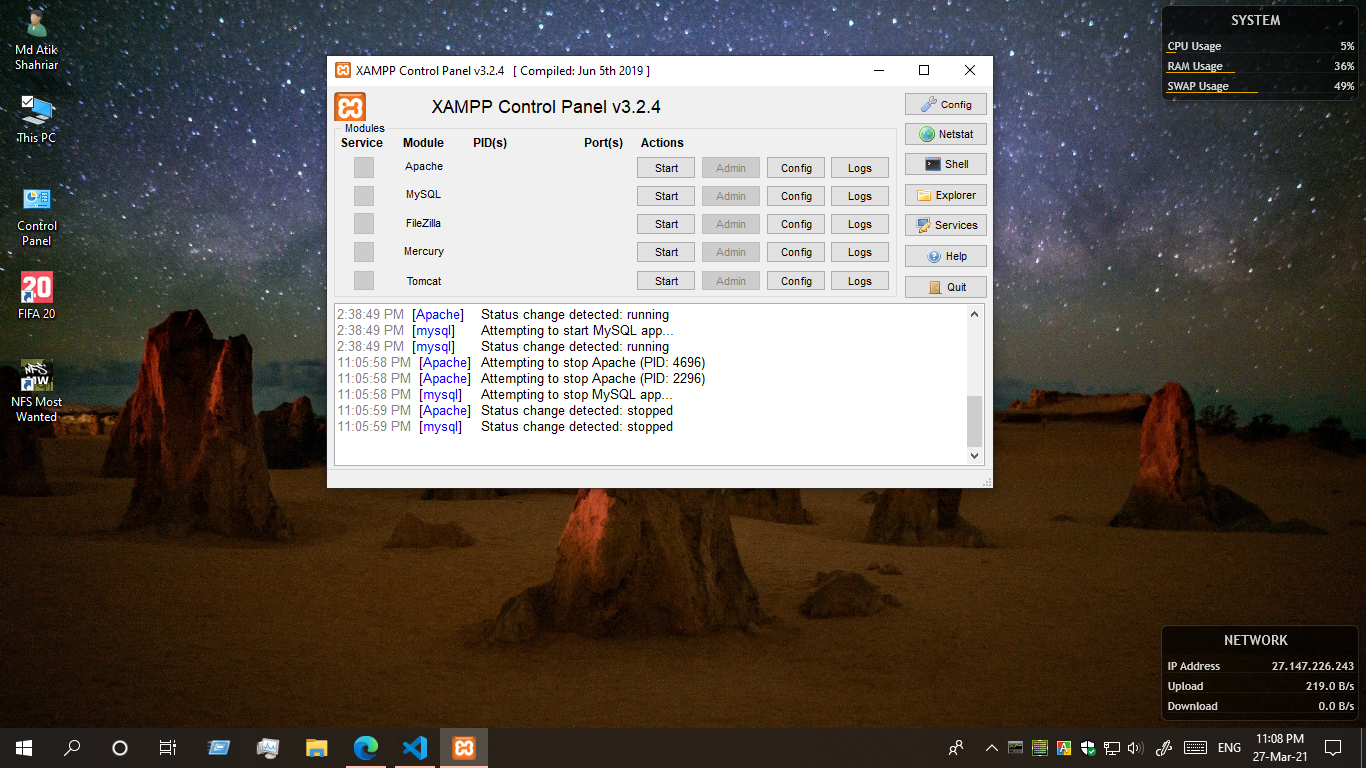 Md Atik
Shahriar
This PC
Control
Panel
20
FIFA 20
NFS Most
Wanted
XAMPP Control Panel v3.2.4 [ Compiled: Jun 5th 2019 ]
XAMPP Control Panel v3.2.4
Modules
Service Module PID(s) Port(s) Actions
Apache Start Admin Config Logs
MySQL Start Admin Config Logs
FileZilla Start Admin Config Logs
Mercury Start Admin Config Logs
Tomcat Start Admin Config Logs
Config
Netstat
Shell
Explorer
Services
Help
Quit
2:38:49 PM [Apache] Status change detected: running
2:38:49 PM [mysql] Attempting to start MySQL app...
2:38:49 PM [mysql] Status change detected: running
11:05:58 PM [Apache] Attempting to stop Apache (PID: 4696)
11:05:58 PM [Apache] Attempting to stop Apache (PID: 2296)
11:05:58 PM [mysql] Attempting to stop MySQL app...
11:05:59 PM [Apache] Status change detected: stopped
11:05:59 PM [mysql] Status change detected: stopped
SYSTEM
CPU Usage 5%
RAM Usage 36%
SWAP Usage 49%
NETWORK
IP Address 27.147.226.243
Upload 219.0 B/s
Download 0.0 B/s
ENG
11:08 PM
27-Mar-21